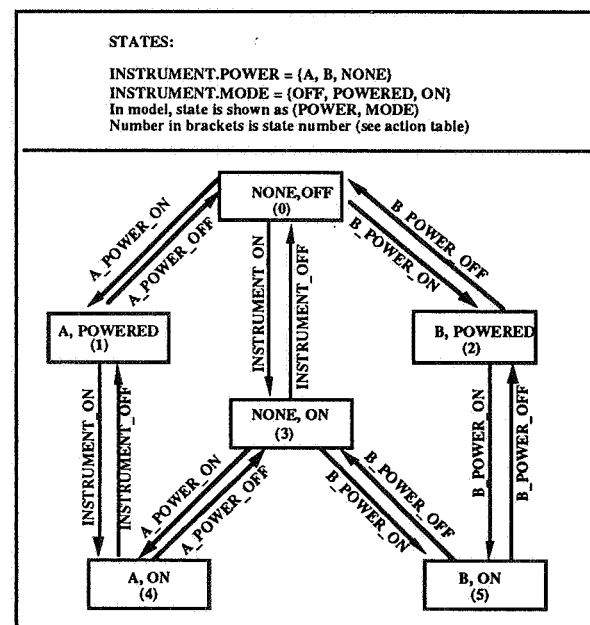 STATES:
INSTRUMENT.POWER = {A, B, NONE}
INSTRUMENT.MODE = {OFF, POWERED, ON}
In model, state is shown as (POWER, MODE)
Number in brackets is state number (see action table)
NONE,OFF
(0)
A_POWER_ON
A_POWER_OFF
INSTRUMENT_ON
INSTRUMENT_OFF
B_POWER_OFF
B_POWER_ON
A, POWERED
(1)
B, POWERED
(2)
INSTRUMENT_ON
INSTRUMENT_OFF
NONE, ON
(3)
B_POWER_ON
B_POWER_OFF
A_POWER_ON
A_POWER_OFF
B_POWER_OFF
B_POWER_ON
A, ON
(4)
B, ON
(5)